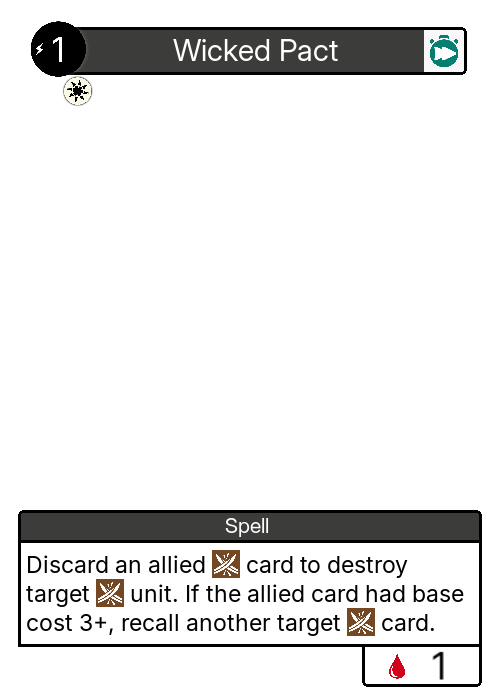 1 Wicked Pact
Spell
Discard an allied card to destroy
target unit. If the allied card had base
cost 3+, recall another target card.
1